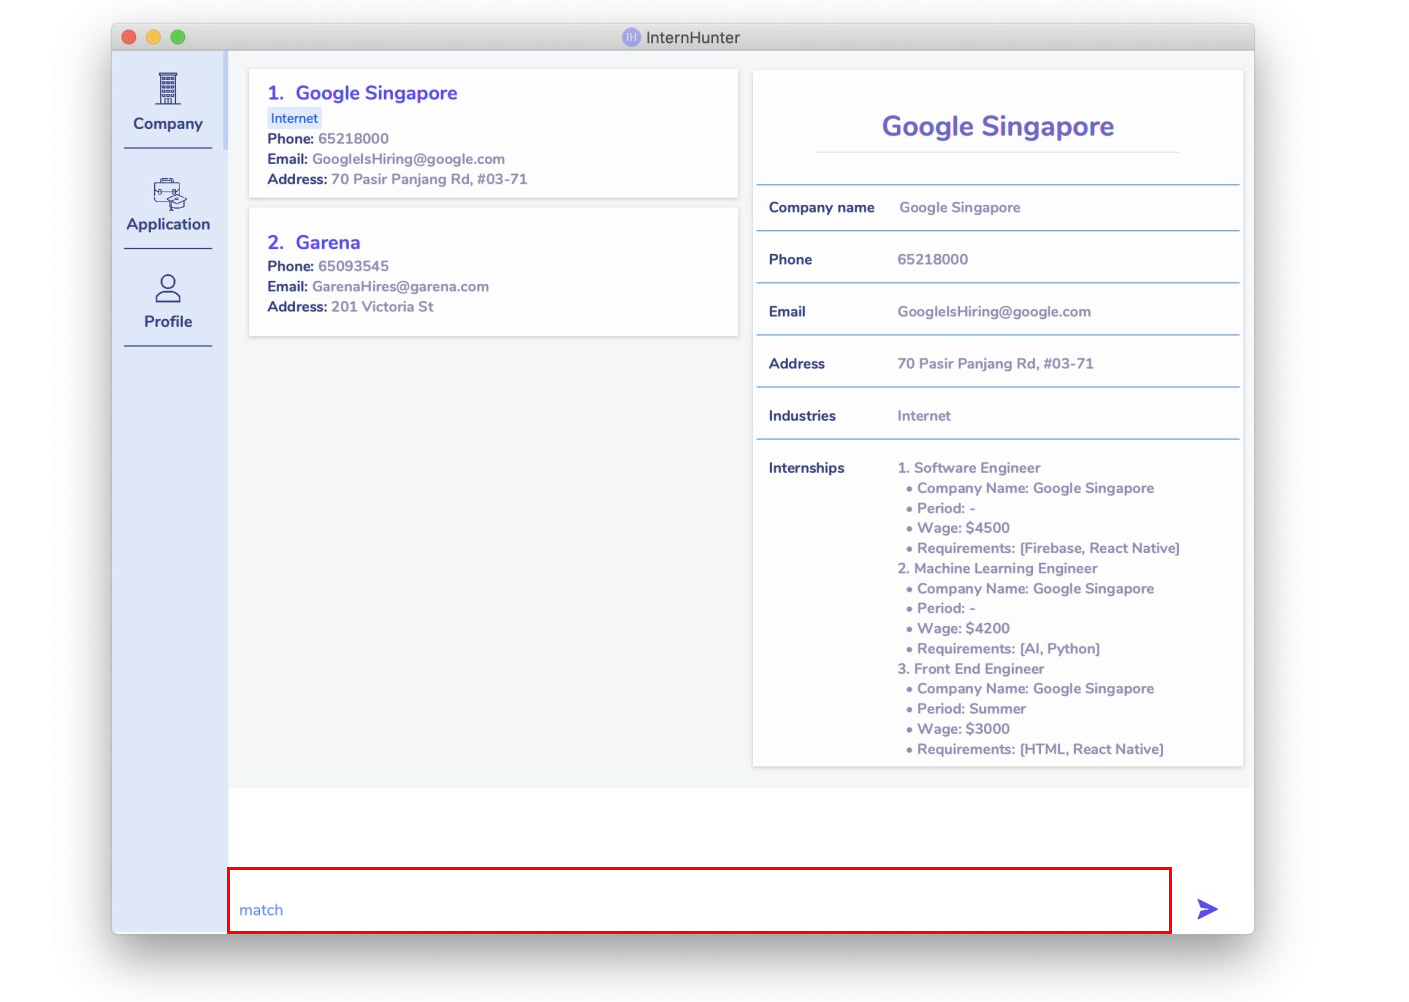 IH InternHunter
Company
Application
Profile
1. Google Singapore
Internet
Phone: 65218000
Email: GoogleIsHiring@google.com
Address: 70 Pasir Panjang Rd, #03-71
2. Garena
Phone: 65093545
Email: GarenaHires@garena.com
Address: 201 Victoria St
Google Singapore
Company name Google Singapore
Phone 65218000
Email GoogleIsHiring@google.com
Address 70 Pasir Panjang Rd, #03-71
Industries Internet
Internships 1. Software Engineer
• Company Name: Google Singapore
• Period: -
• Wage: $4500
• Requirements: [Firebase, React Native]
2. Machine Learning Engineer
• Company Name: Google Singapore
• Period: -
• Wage: $4200
• Requirements: [AI, Python]
3. Front End Engineer
• Company Name: Google Singapore
• Period: Summer
• Wage: $3000
• Requirements: [HTML, React Native]
match